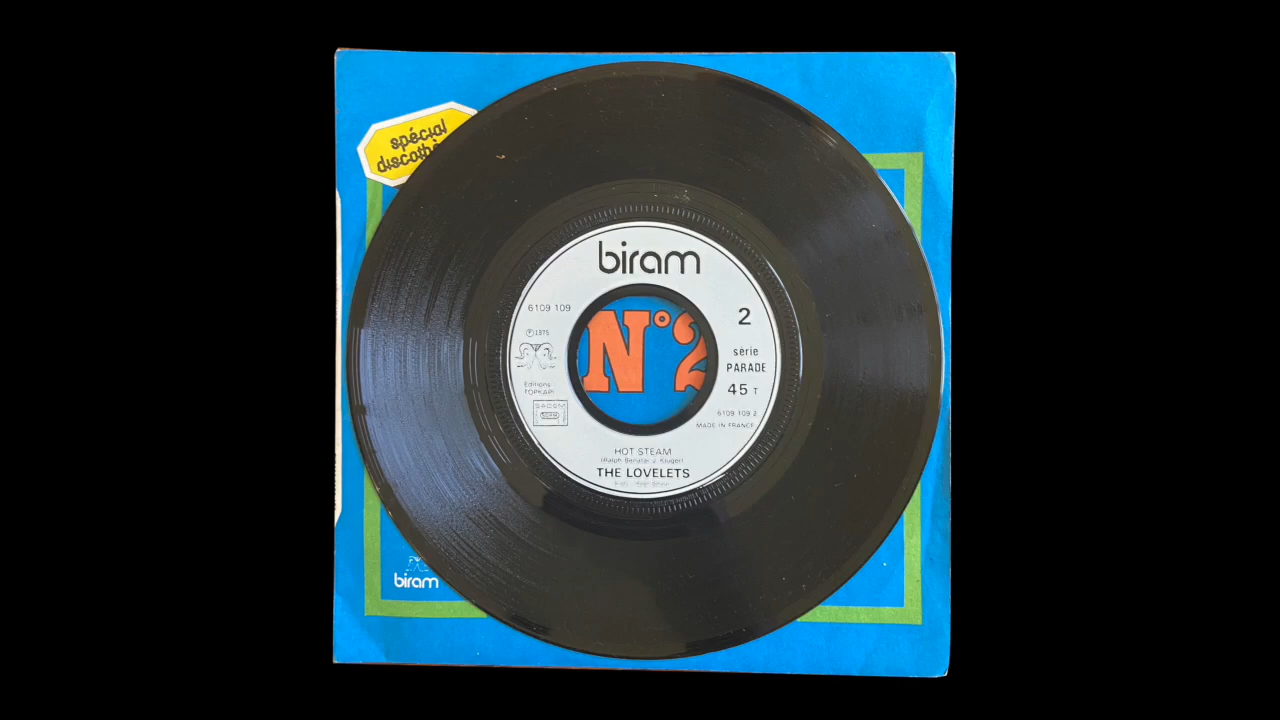 spécial
biram
6109 109
2
℗ 1975
N°2
série
PARADE
Editions
TOPKAPI
45 T
SACEM
6109 109 2
MADE IN FRANCE
HOT STEAM
THE LOVELETS
biram